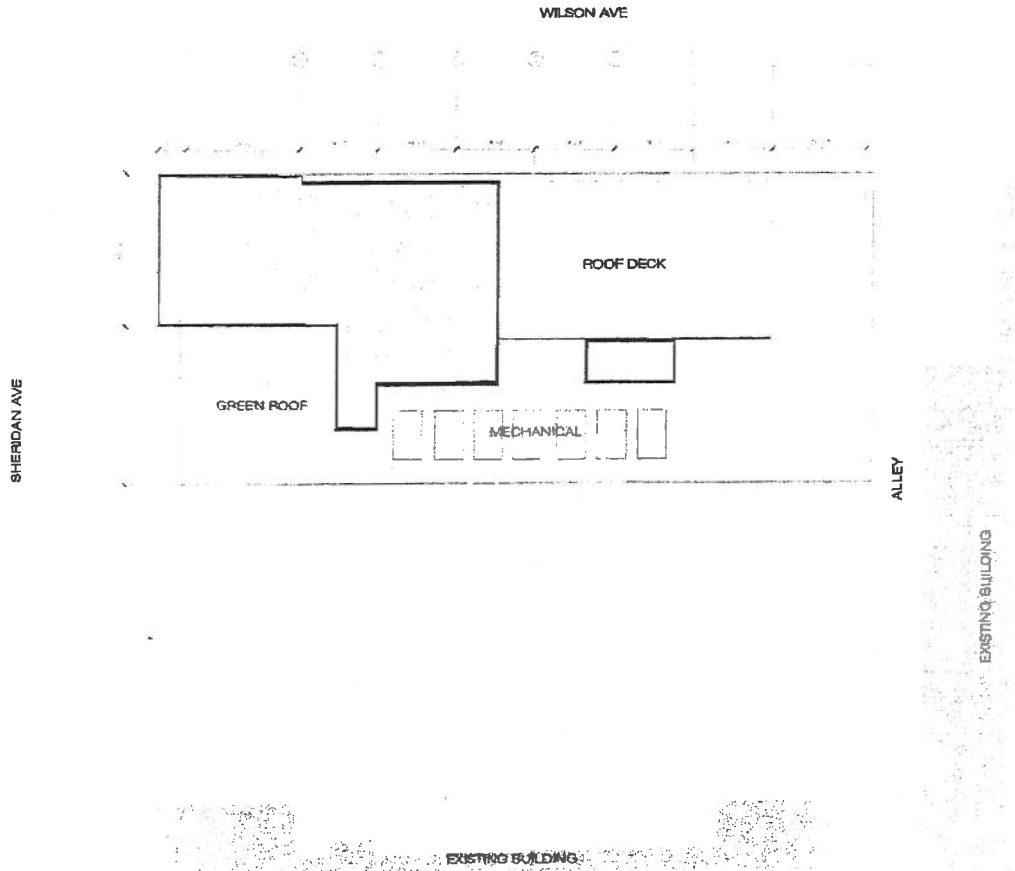 WILSON AVE
ROOF DECK
SHERIDAN AVE
GREEN ROOF
MECHANICAL
ALLEY
EXISTING BUILDING
EXISTING BUILDING